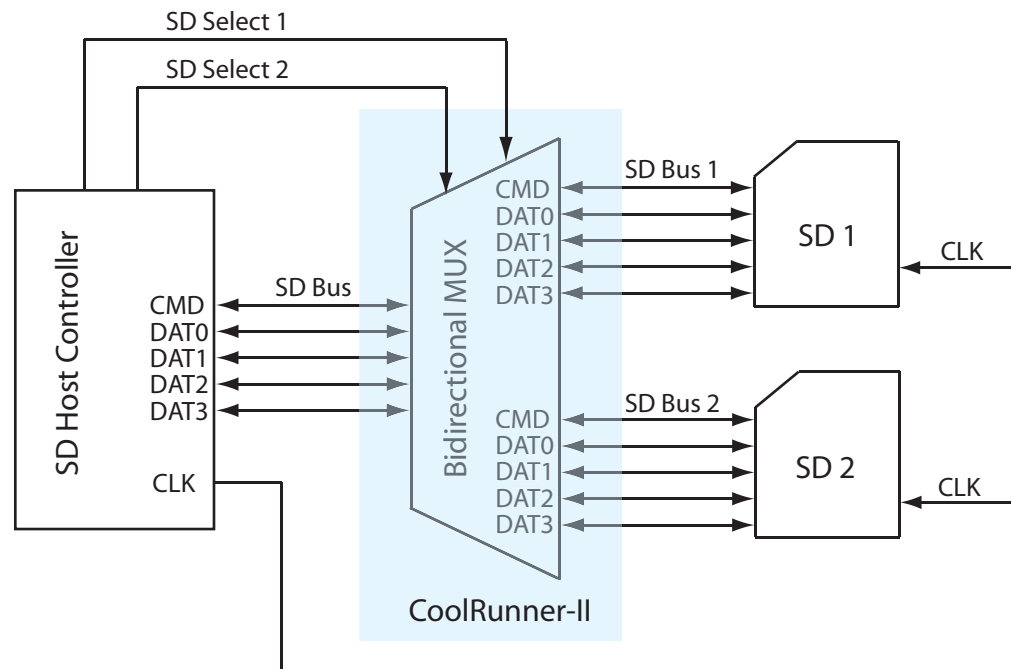 SD Select 1
SD Select 2
SD Host Controller
CMD
DAT0
DAT1
DAT2
DAT3
CLK
SD Bus
Bidirectional MUX
CMD
DAT0
DAT1
DAT2
DAT3
CMD
DAT0
DAT1
DAT2
DAT3
CoolRunner-II
SD Bus 1
SD 1
CLK
SD Bus 2
SD 2
CLK